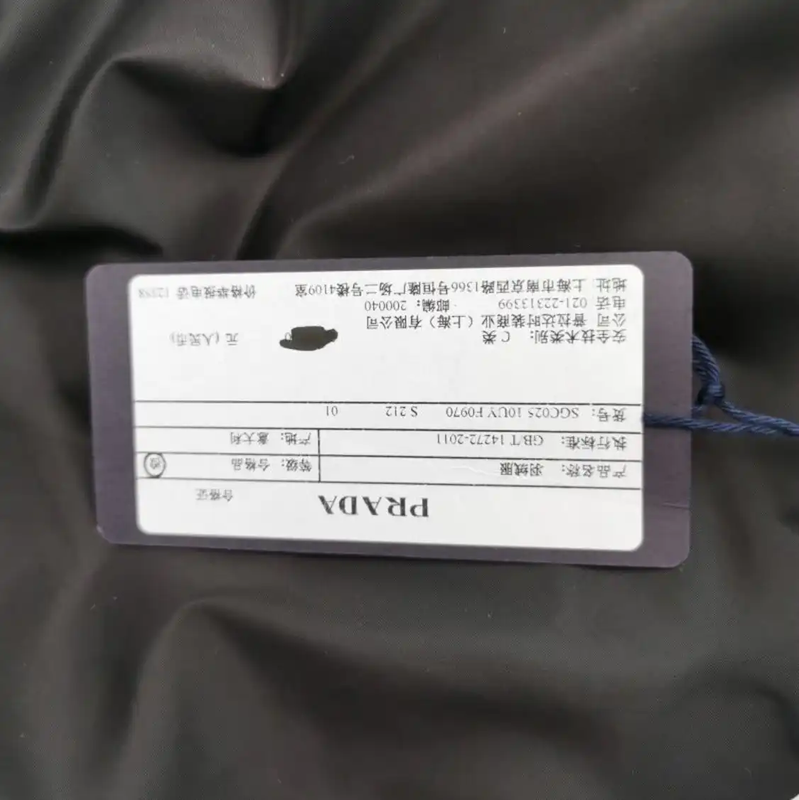 PRADA 合格证
产品名称： 羽绒服 等级： 合格品 检
执行标准： GB/T 14272-2011 产地： 意大利
货号： SGC025 10UY F0970 S 212 01
安全技术类别： C 类
公司 普拉达时装商业（上海）有限公司 元 (人民币)
电话 021-22313399 邮编： 200040
地址 上海市南京西路1366号恒隆广场二号楼4109室 价格举报电话 12358